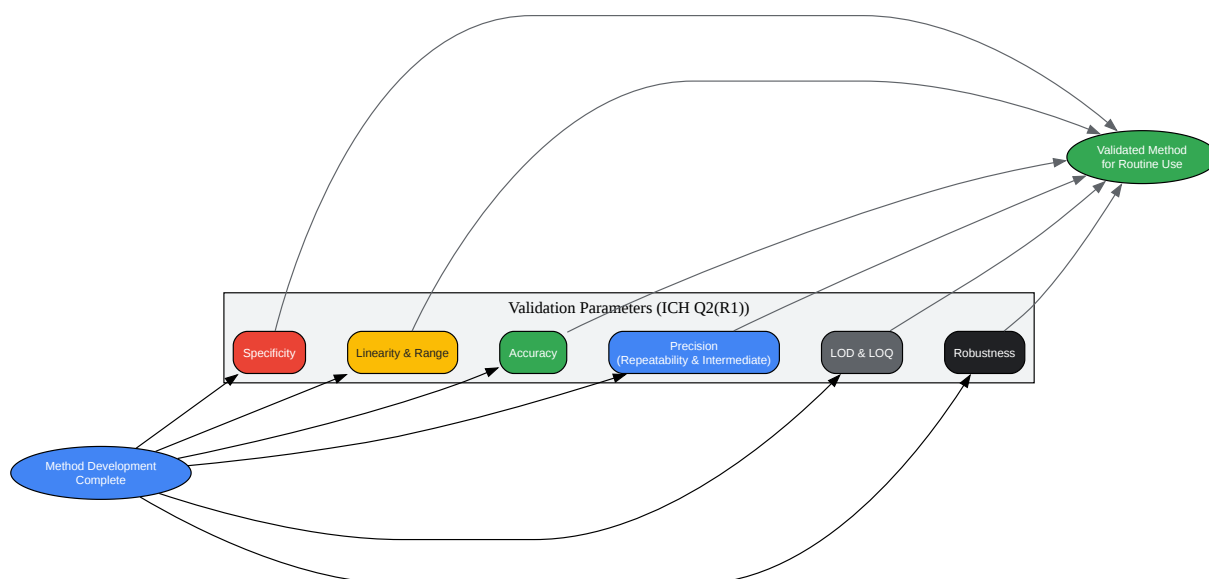 Validated Method
for Routine Use
Validation Parameters (ICH Q2(R1))
Specificity
Linearity & Range
Accuracy
Precision
(Repeatability & Intermediate)
LOD & LOQ
Robustness
Method Development
Complete